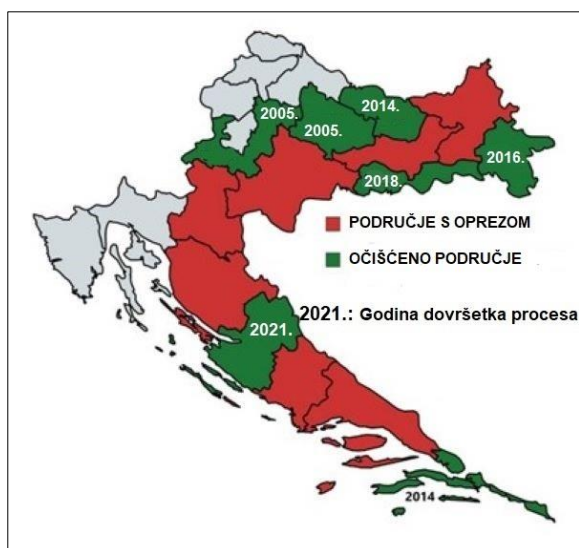 2005.
2014.
2005.
2016.
2018.
PODRUČJE S OPREZOM
OČIŠĆENO PODRUČJE
2021.: Godina dovršetka procesa
2021.
2014